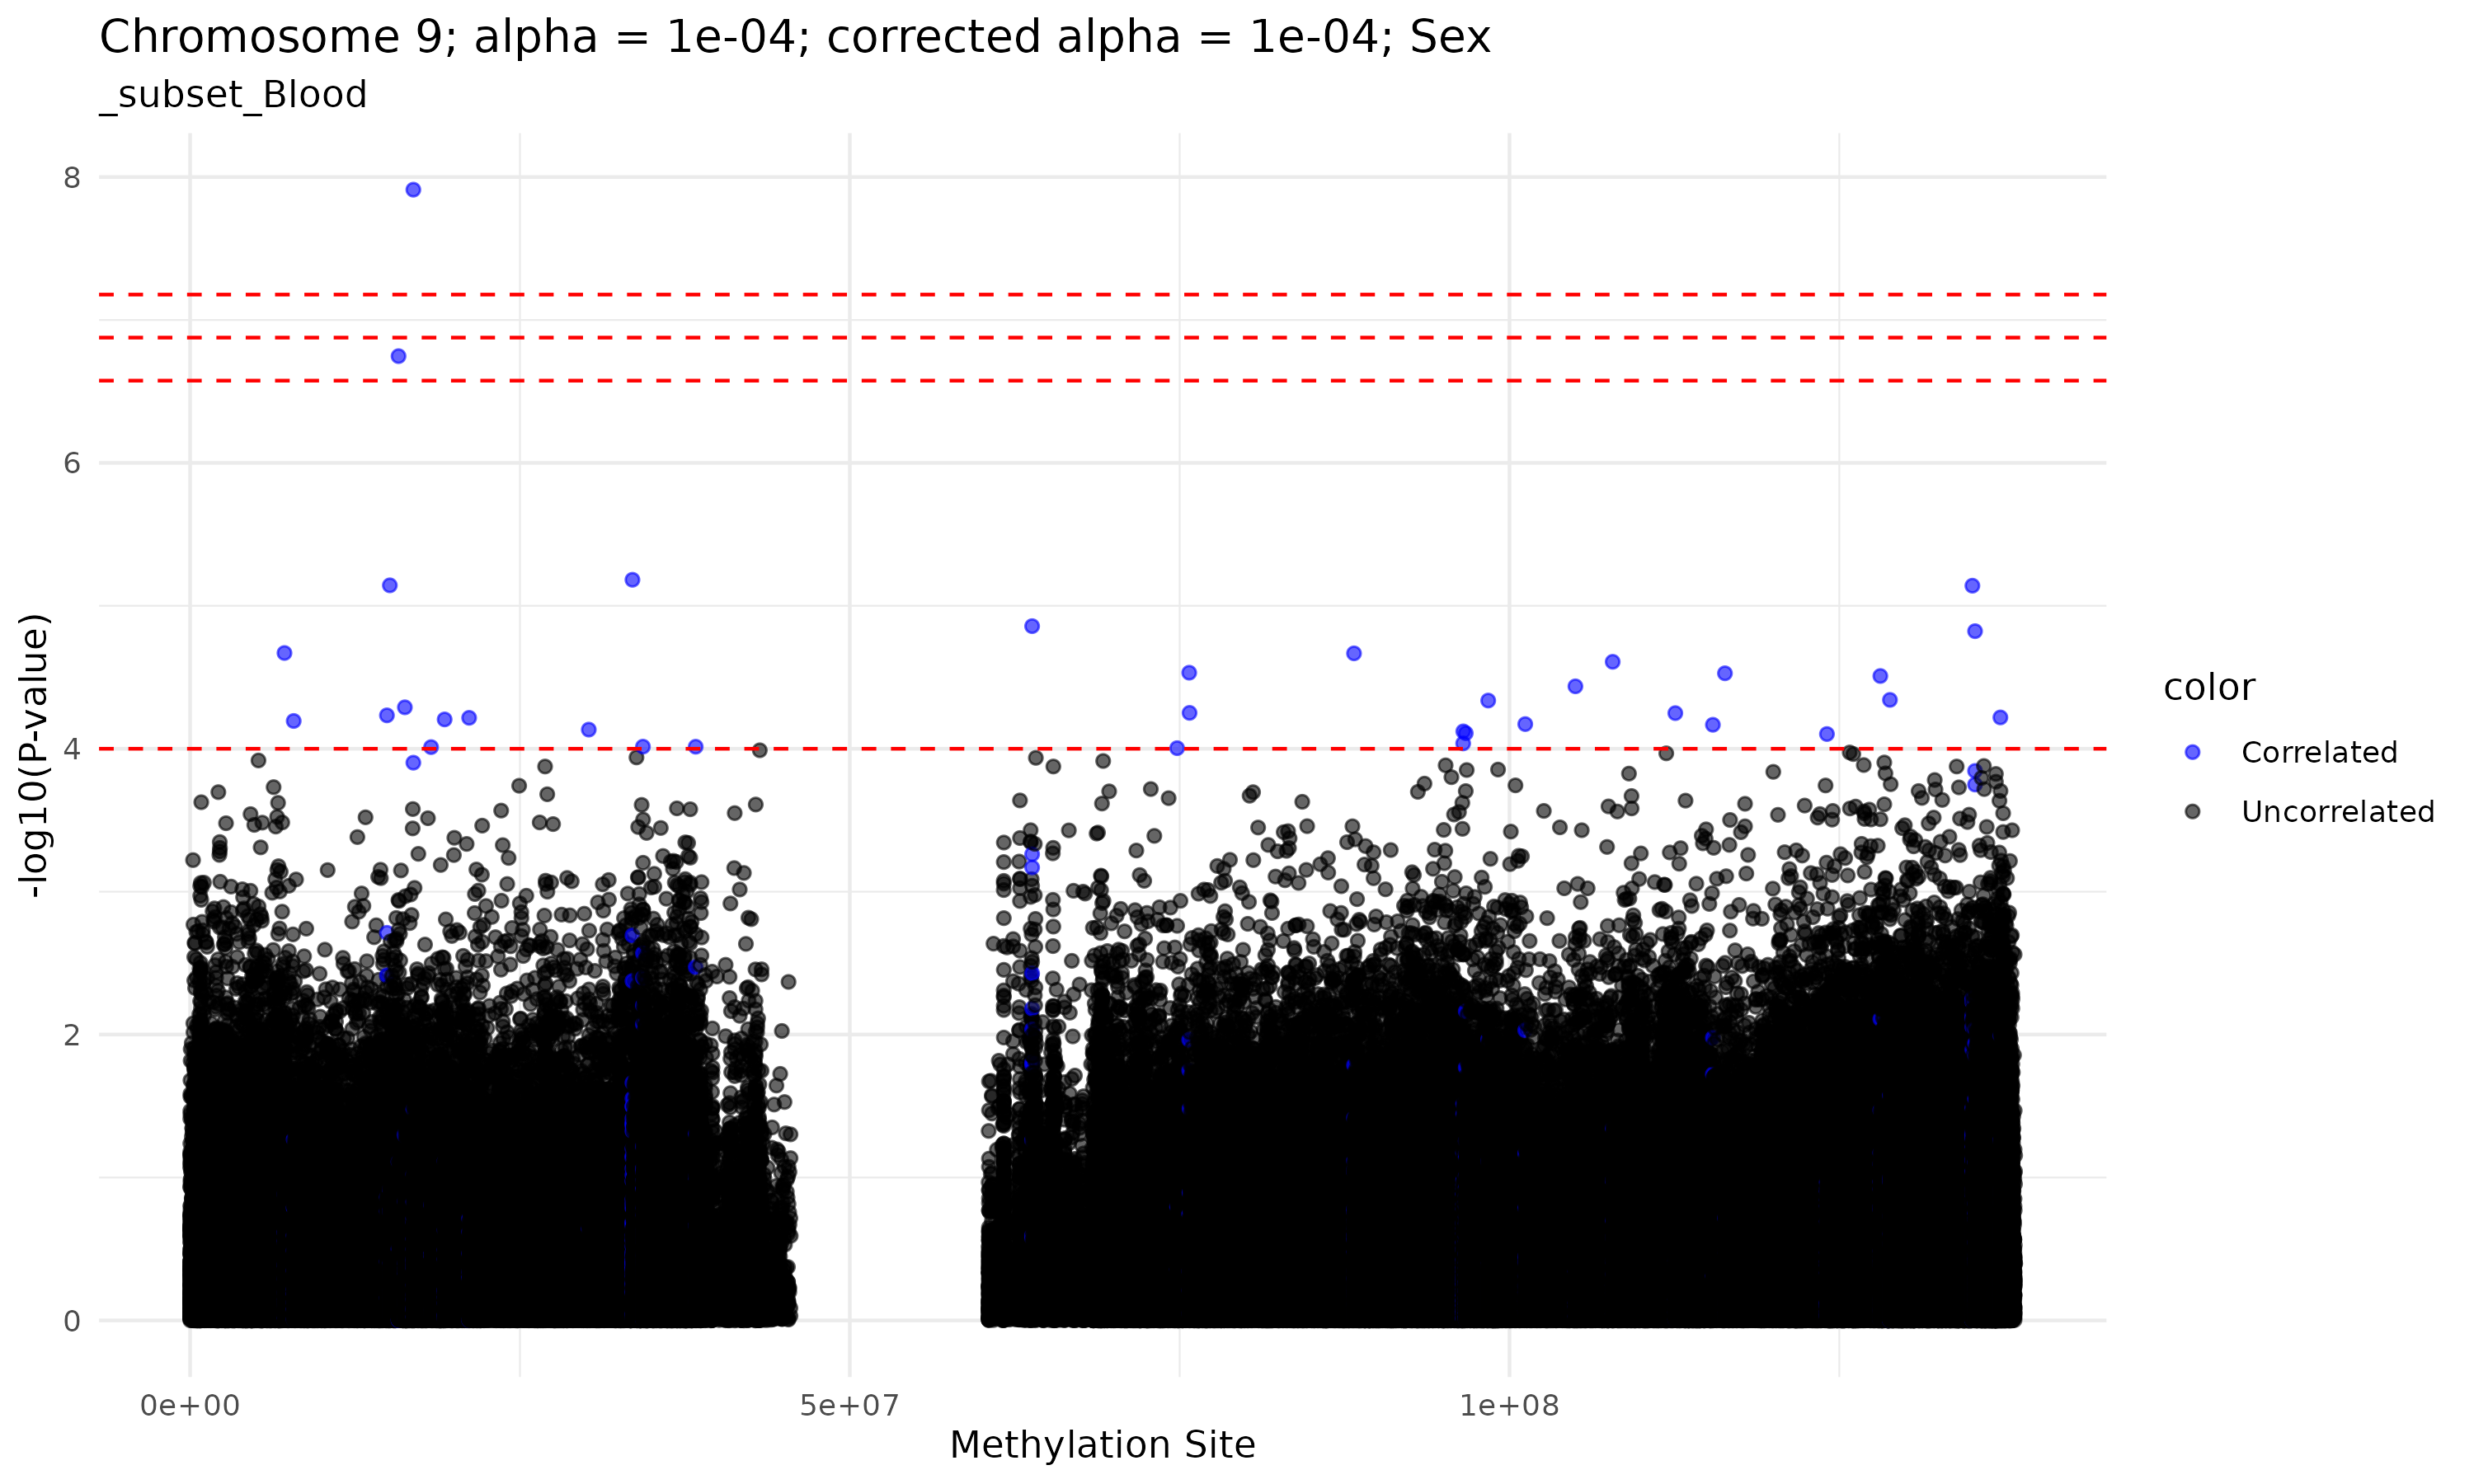 Chromosome 9; alpha = 1e-04; corrected alpha = 1e-04; Sex
_subset_Blood
8
6
4
2
0
-log10(P-value)
0e+00
5e+07
1e+08
Methylation Site
color
Correlated
Uncorrelated